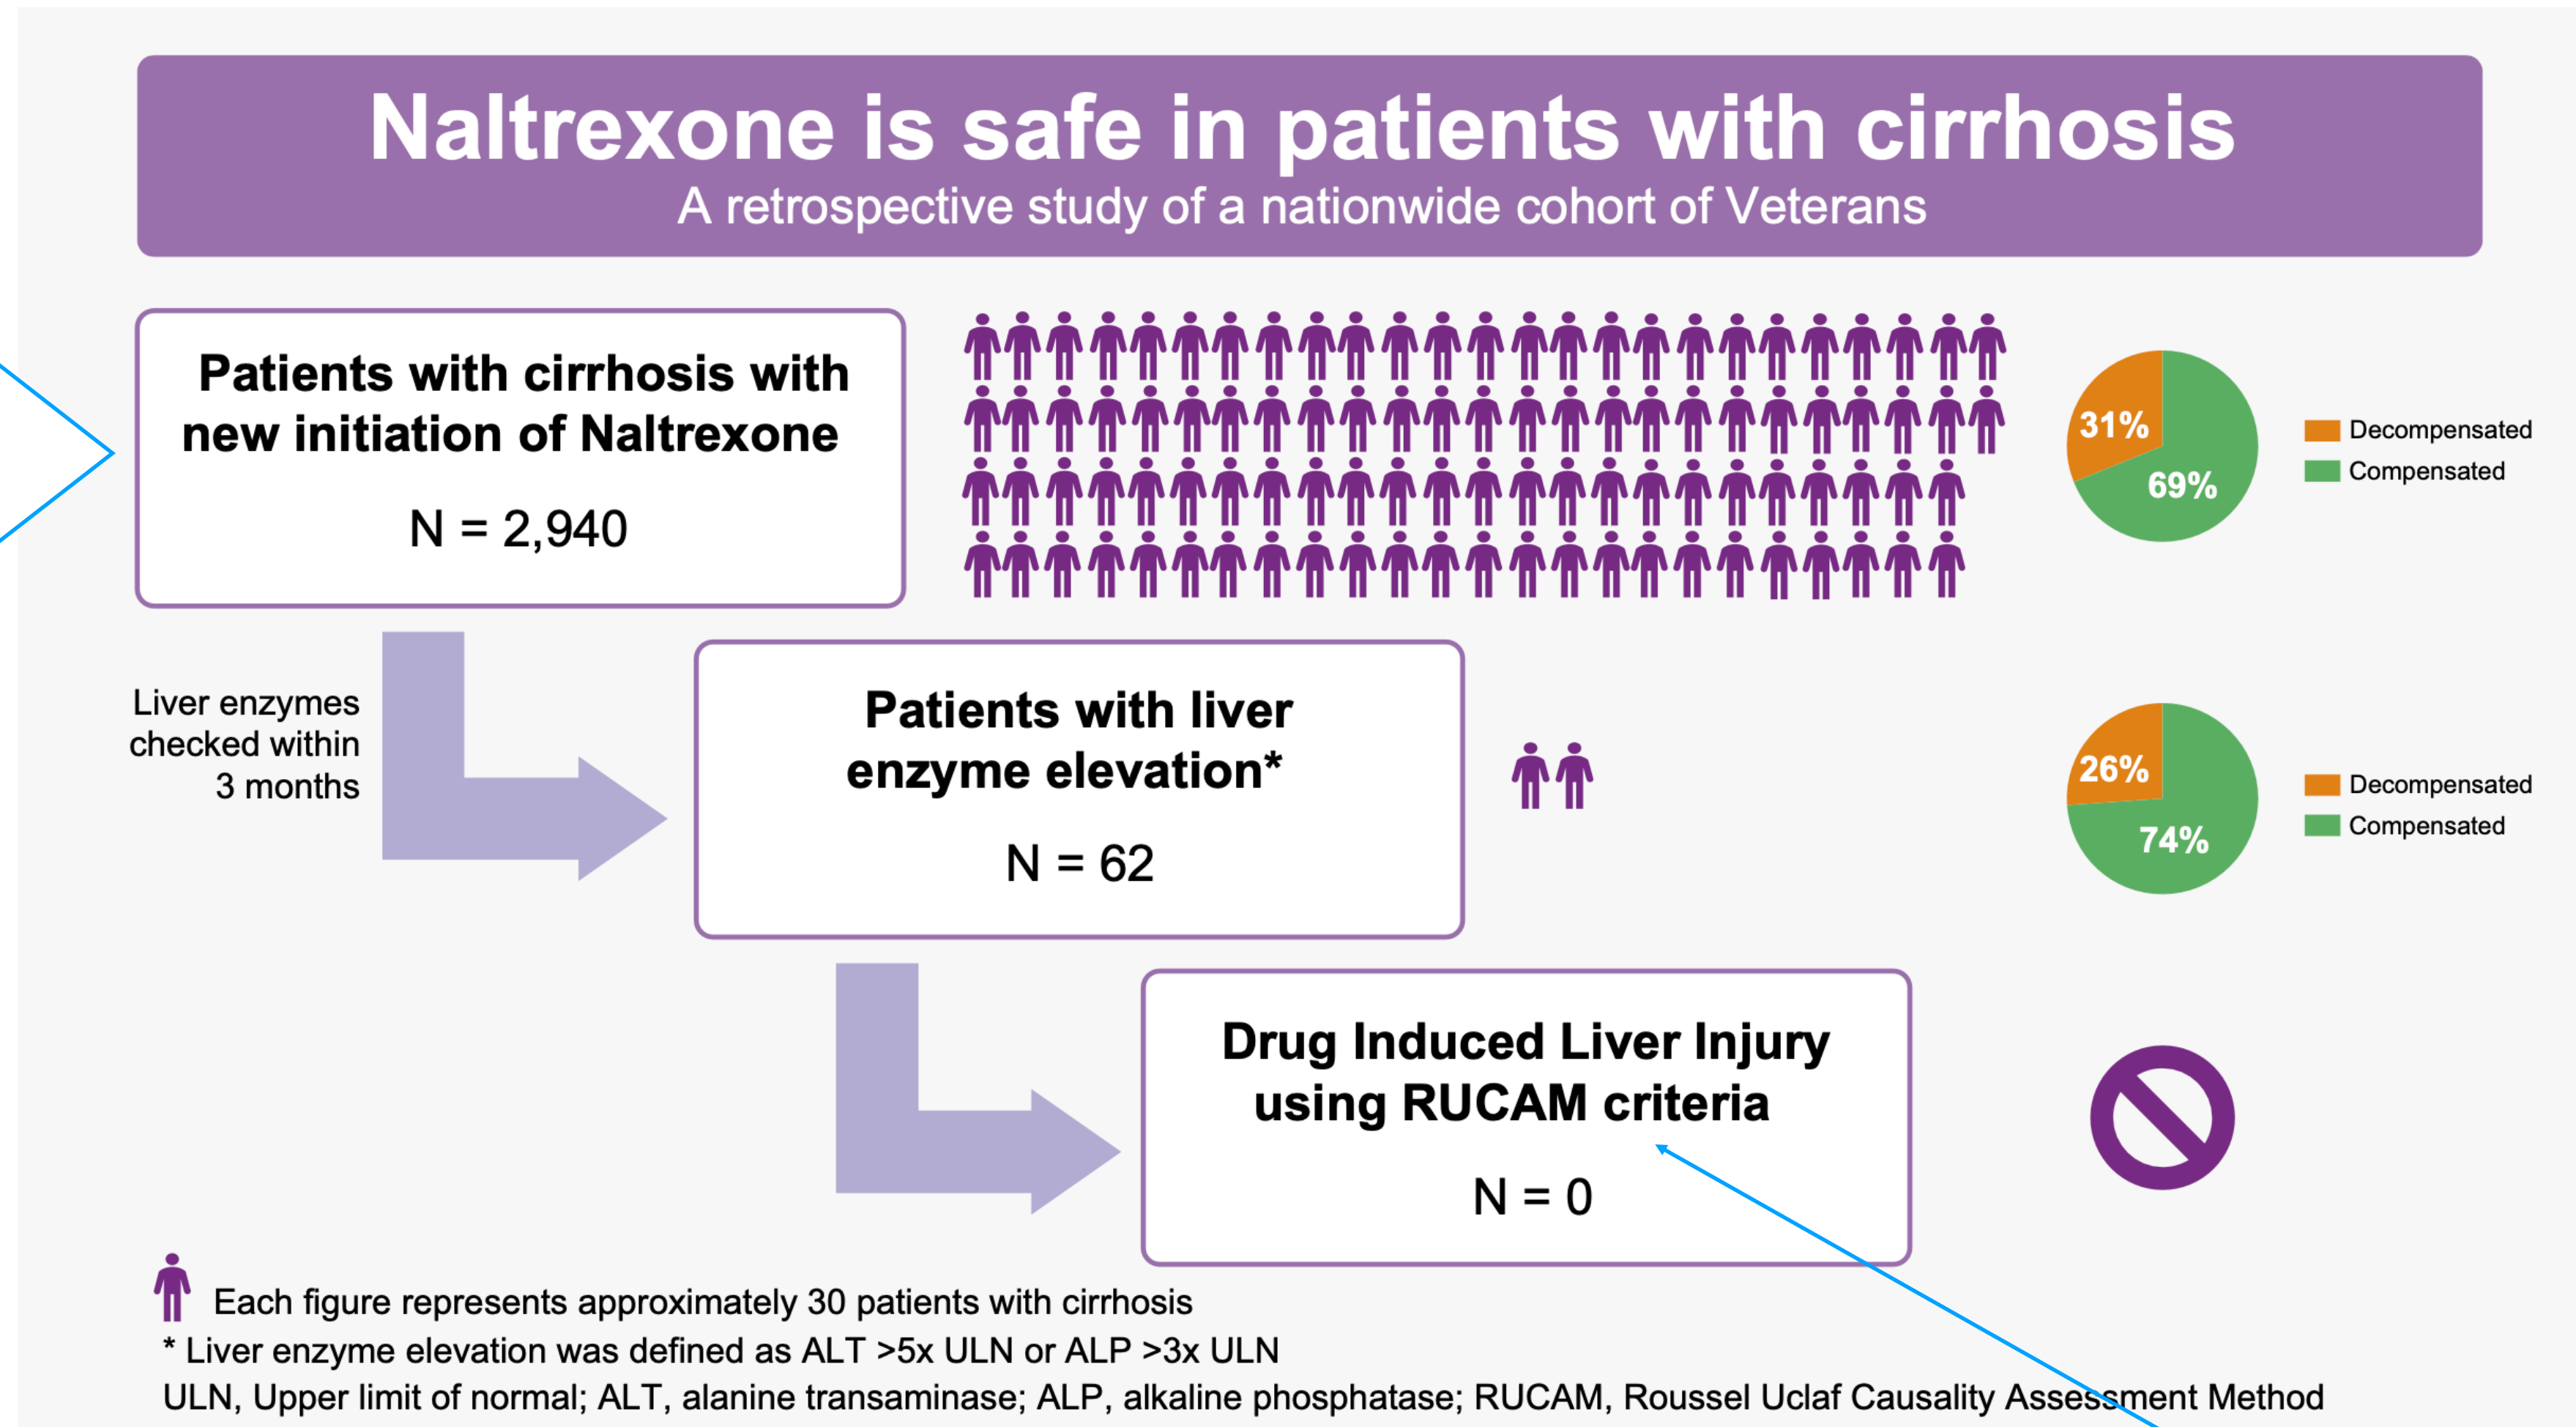 Naltrexone is safe in patients with cirrhosis
A retrospective study of a nationwide cohort of Veterans
Patients with cirrhosis with
new initiation of Naltrexone
N = 2,940
31%
69%
Decompensated
Compensated
Liver enzymes
checked within
3 months
Patients with liver
enzyme elevation*
N = 62
26%
74%
Decompensated
Compensated
Drug Induced Liver Injury
using RUCAM criteria
N = 0
Each figure represents approximately 30 patients with cirrhosis
* Liver enzyme elevation was defined as ALT >5x ULN or ALP >3x ULN
ULN, Upper limit of normal; ALT, alanine transaminase; ALP, alkaline phosphatase; RUCAM, Roussel Uclaf Causality Assessment Method